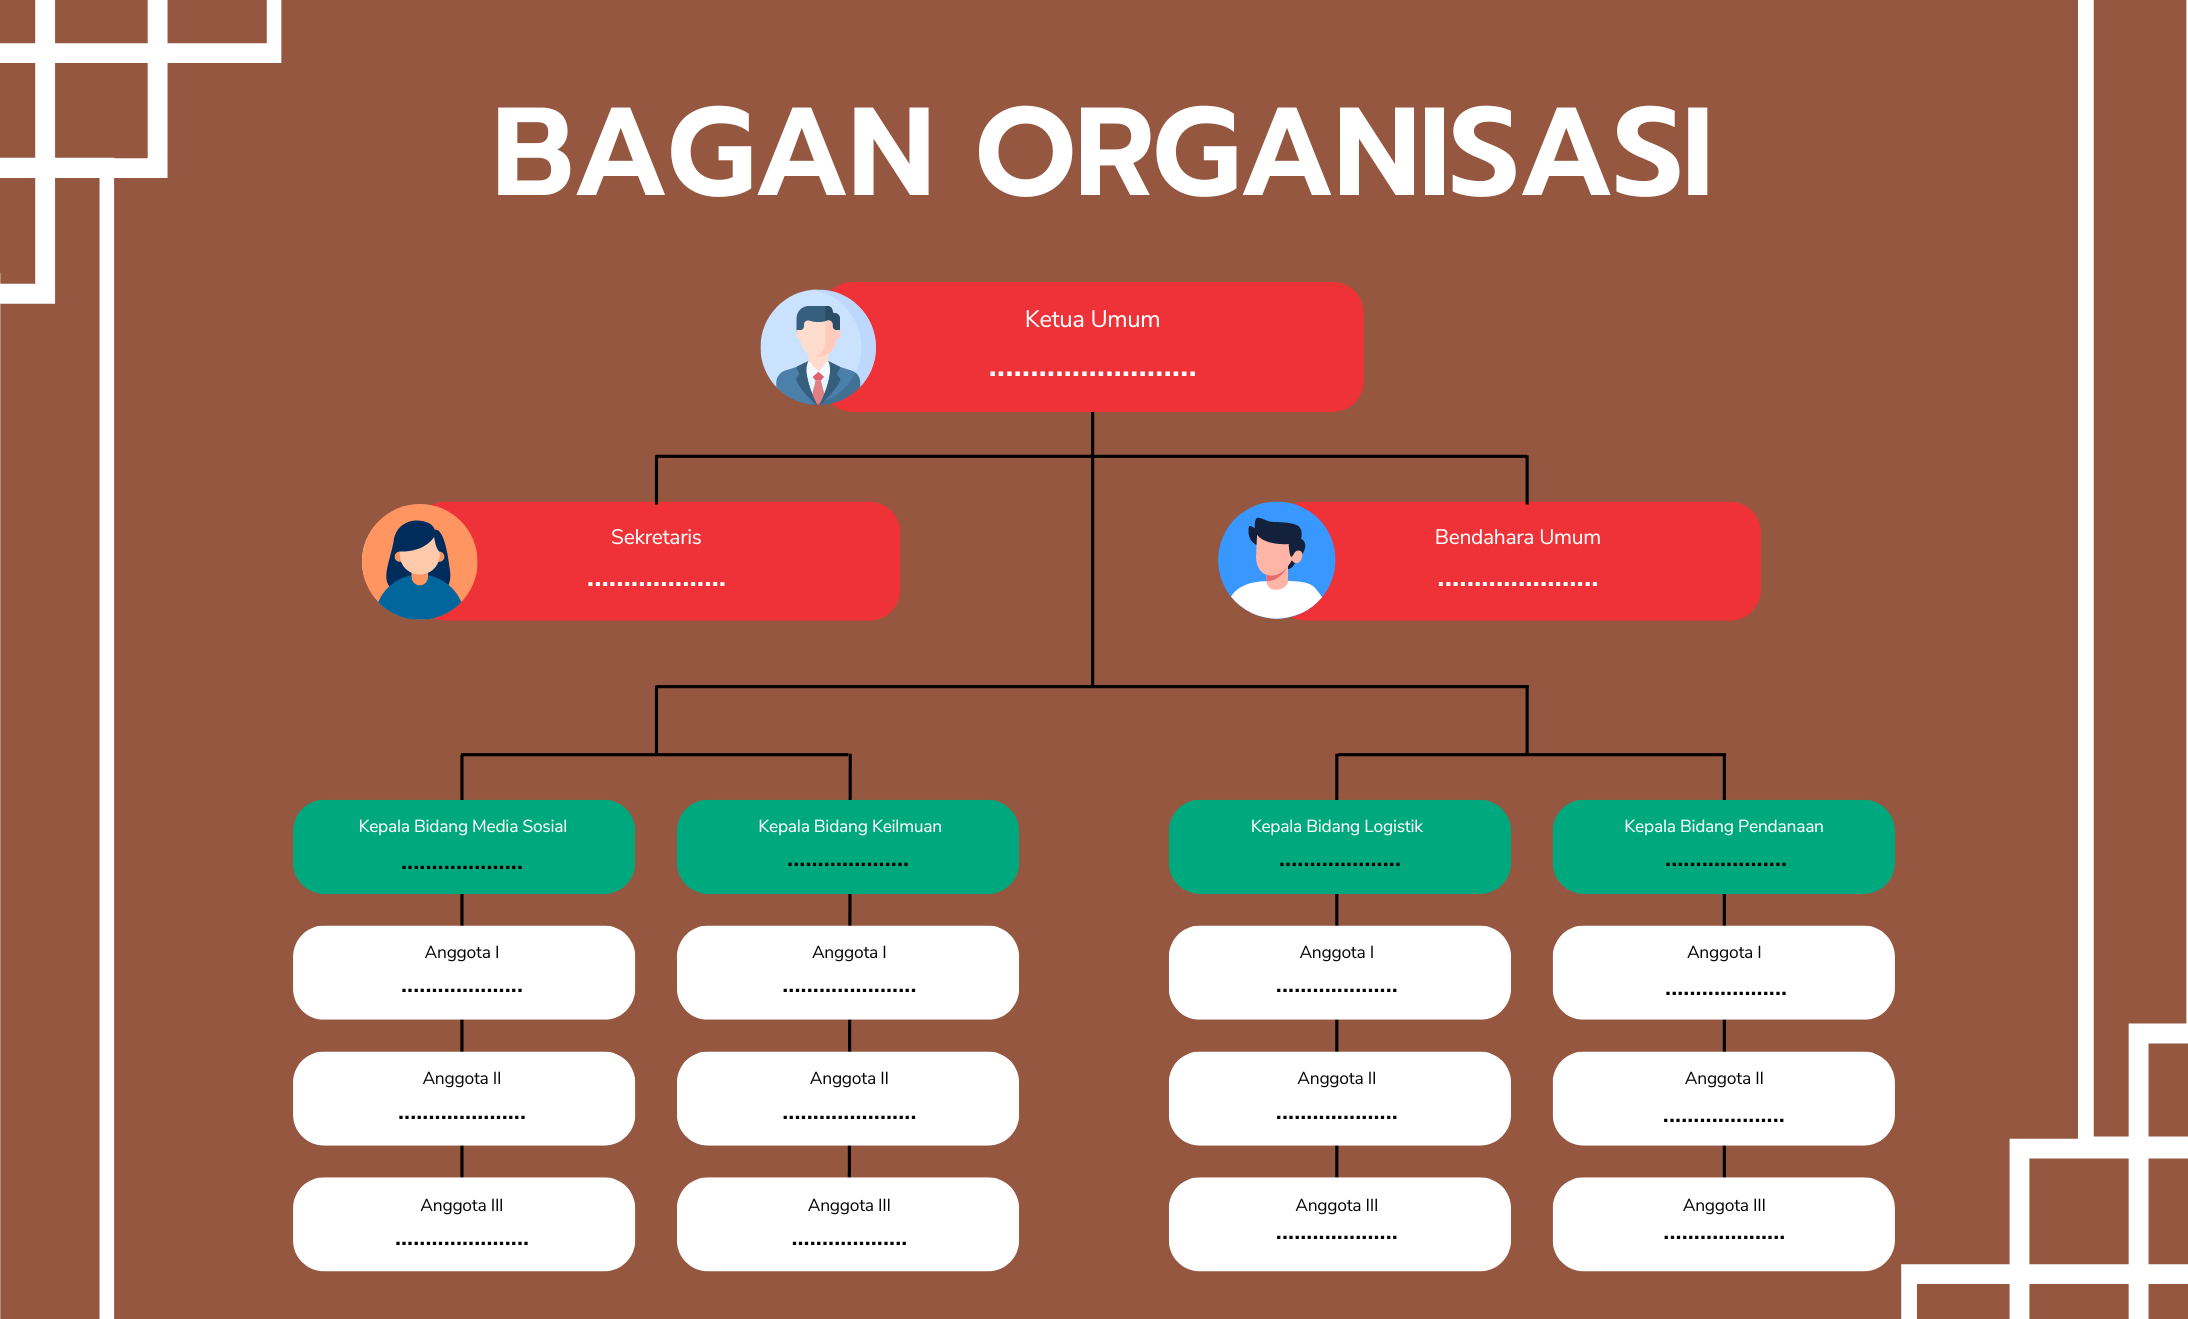 BAGAN ORGANISASI
Ketua Umum
........................
Sekretaris
...................
Bendahara Umum
......................
Kepala Bidang Media Sosial
....................
Kepala Bidang Keilmuan
....................
Kepala Bidang Logistik
....................
Kepala Bidang Pendanaan
....................
Anggota I
....................
Anggota I
......................
Anggota I
....................
Anggota I
....................
Anggota II
.....................
Anggota II
......................
Anggota II
....................
Anggota II
....................
Anggota III
......................
Anggota III
...................
Anggota III
....................
Anggota III
....................